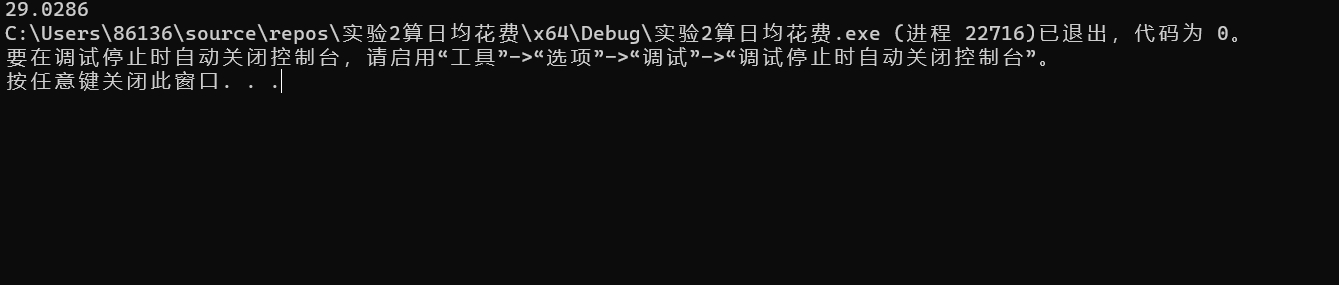 29.0286
C:\Users\86136\source\repos\实验2算日均花费\x64\Debug\实验2算日均花费.exe (进程 22716)已退出，代码为 0。
要在调试停止时自动关闭控制台，请启用“工具”->“选项”->“调试”->“调试停止时自动关闭控制台”。
按任意键关闭此窗口. . .